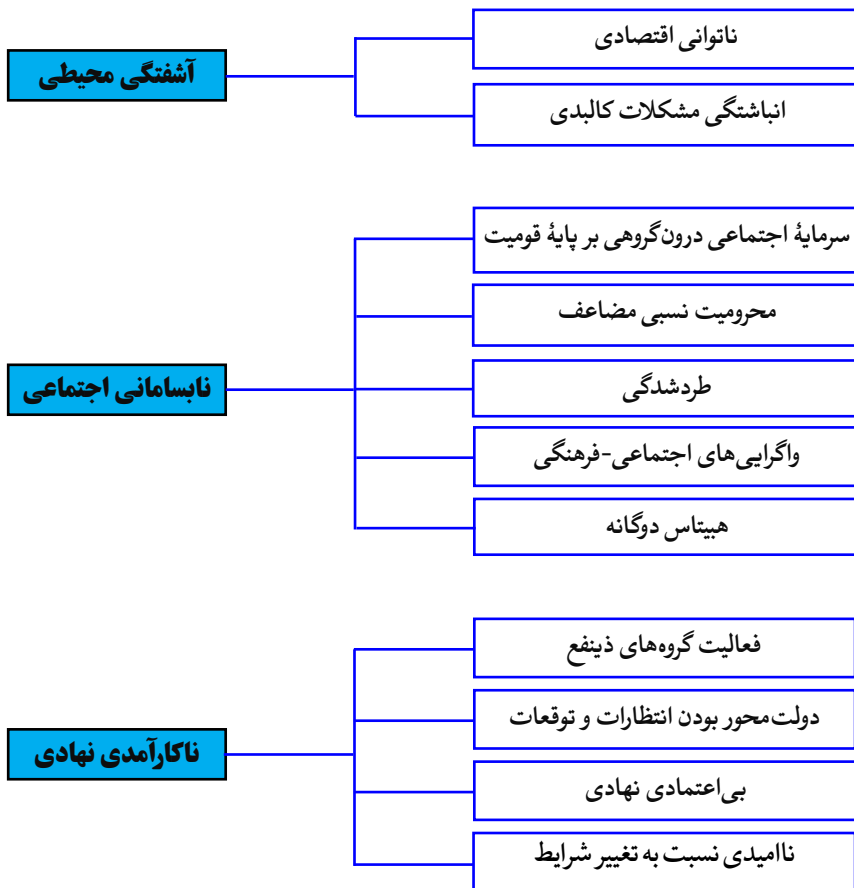 ناتوانی اقتصادی
آشفتگی محیطی
انباشتگی مشکلات کالبدی
سرمایهٔ اجتماعی درون‌گروهی بر پایهٔ قومیت
محرومیت نسبی مضاعف
نابسامانی اجتماعی
طردشدگی
واگرایی‌های اجتماعی-فرهنگی
هبیتاس دوگانه
فعالیت گروه‌های ذینفع
دولت‌محور بودن انتظارات و توقعات
ناکارآمدی نهادی
بی‌اعتمادی نهادی
ناامیدی نسبت به تغییر شرایط